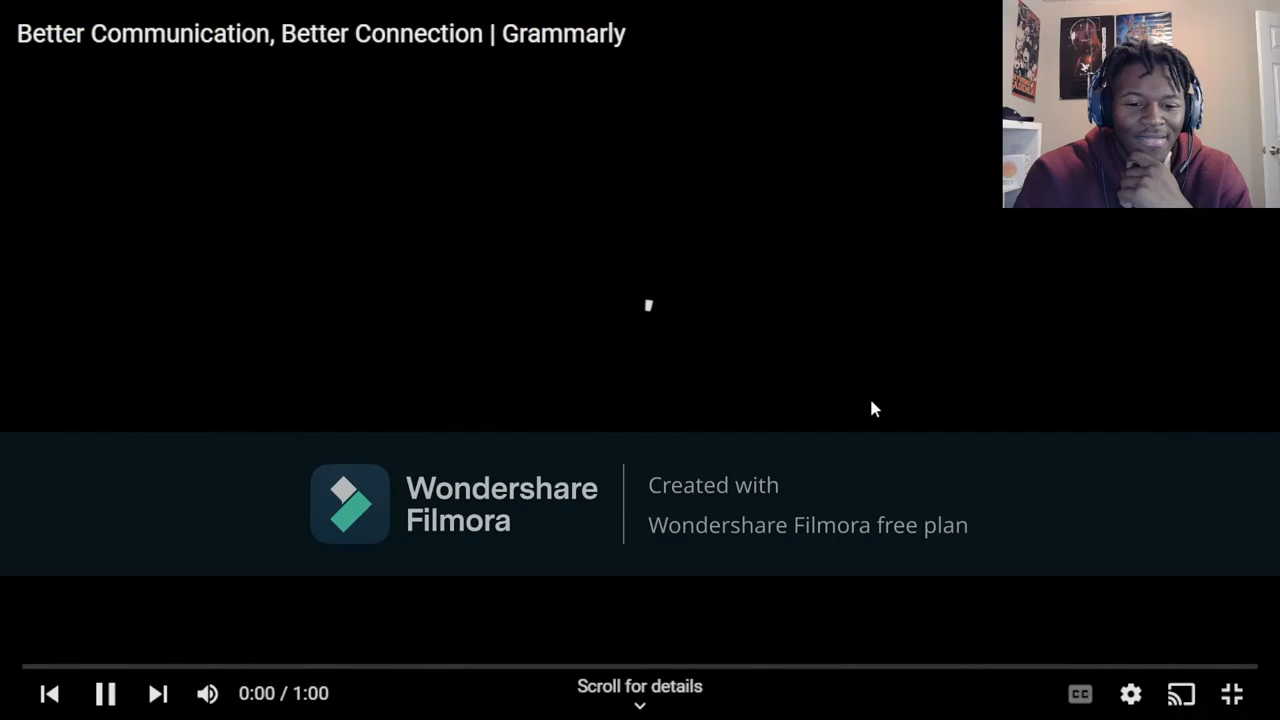 Better Communication, Better Connection | Grammarly
Wondershare
Filmora
Created with
Wondershare Filmora free plan
0:00 / 1:00
Scroll for details
CC